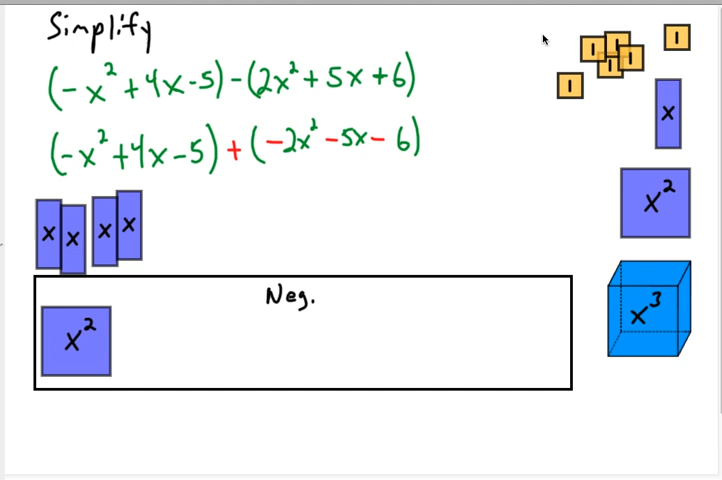 Simplify
(-x²+4x-5)-(2x²+5x+6)
(-x²+4x-5)+(-2x²-5x-6)
1 1 1 1 1 1
1
x
x²
x³
x x x x
Neg.
x²